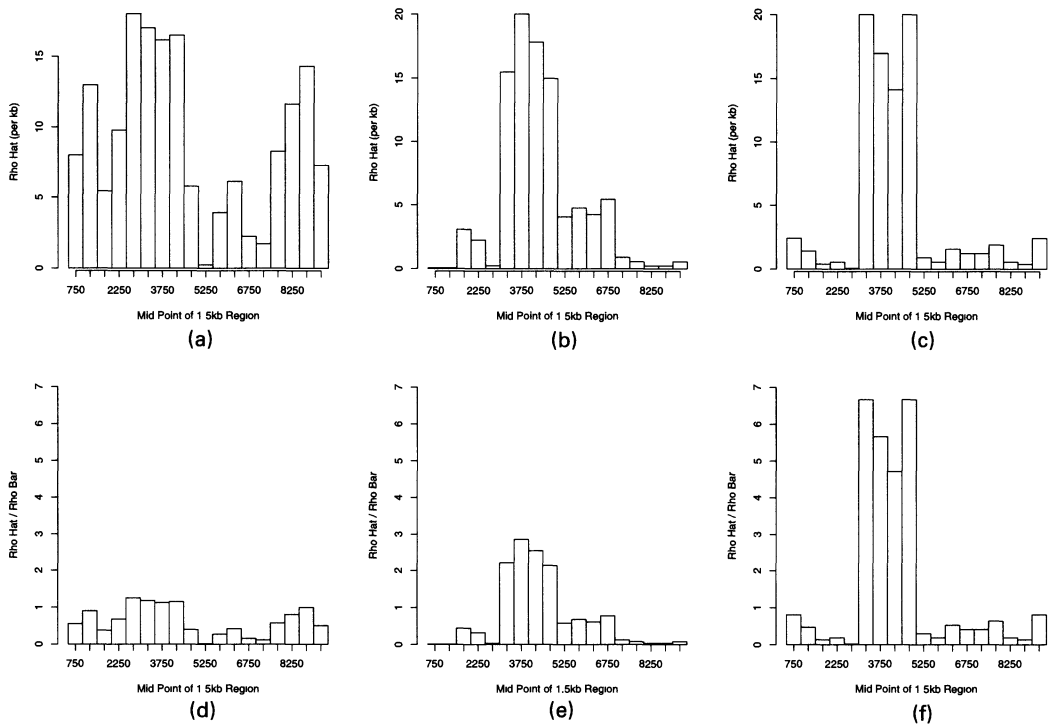 15
10
5
0
Rho Hat (per kb)
750 2250 3750 5250 6750 8250
Mid Point of 1 5kb Region
(a)
20
15
10
5
0
Rho Hat (per kb)
750 2250 3750 5250 6750 8250
Mid Point of 1 5kb Region
(b)
20
15
10
5
0
Rho Hat (per kb)
750 2250 3750 5250 6750 8250
Mid Point of 1 5kb Region
(c)
7
6
5
4
3
2
1
0
Rho Hat / Rho Bar
750 2250 3750 5250 6750 8250
Mid Point of 1 5kb Region
(d)
7
6
5
4
3
2
1
0
Rho Hat / Rho Bar
750 2250 3750 5250 6750 8250
Mid Point of 1.5kb Region
(e)
7
6
5
4
3
2
1
0
Rho Hat / Rho Bar
750 2250 3750 5250 6750 8250
Mid Point of 1 5kb Region
(f)